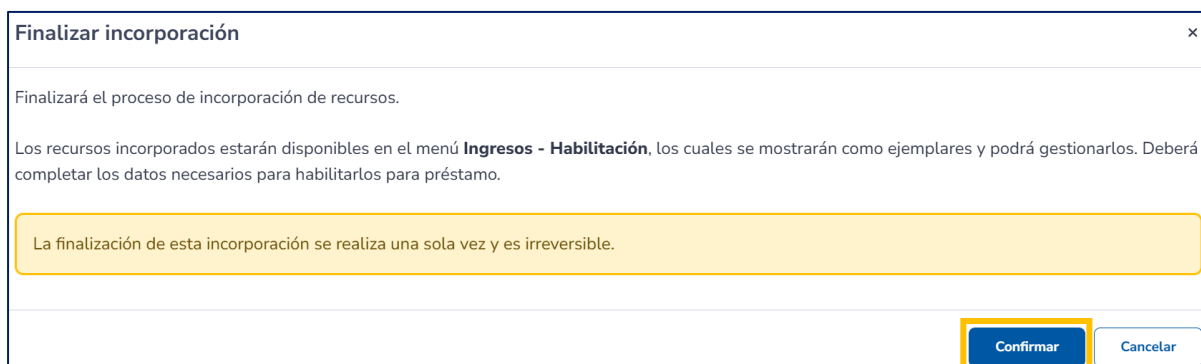 Finalizar incorporación ×
Finalizará el proceso de incorporación de recursos.
Los recursos incorporados estarán disponibles en el menú Ingresos - Habilitación, los cuales se mostrarán como ejemplares y podrá gestionarlos. Deberá
completar los datos necesarios para habilitarlos para préstamo.
La finalización de esta incorporación se realiza una sola vez y es irreversible.
Confirmar Cancelar